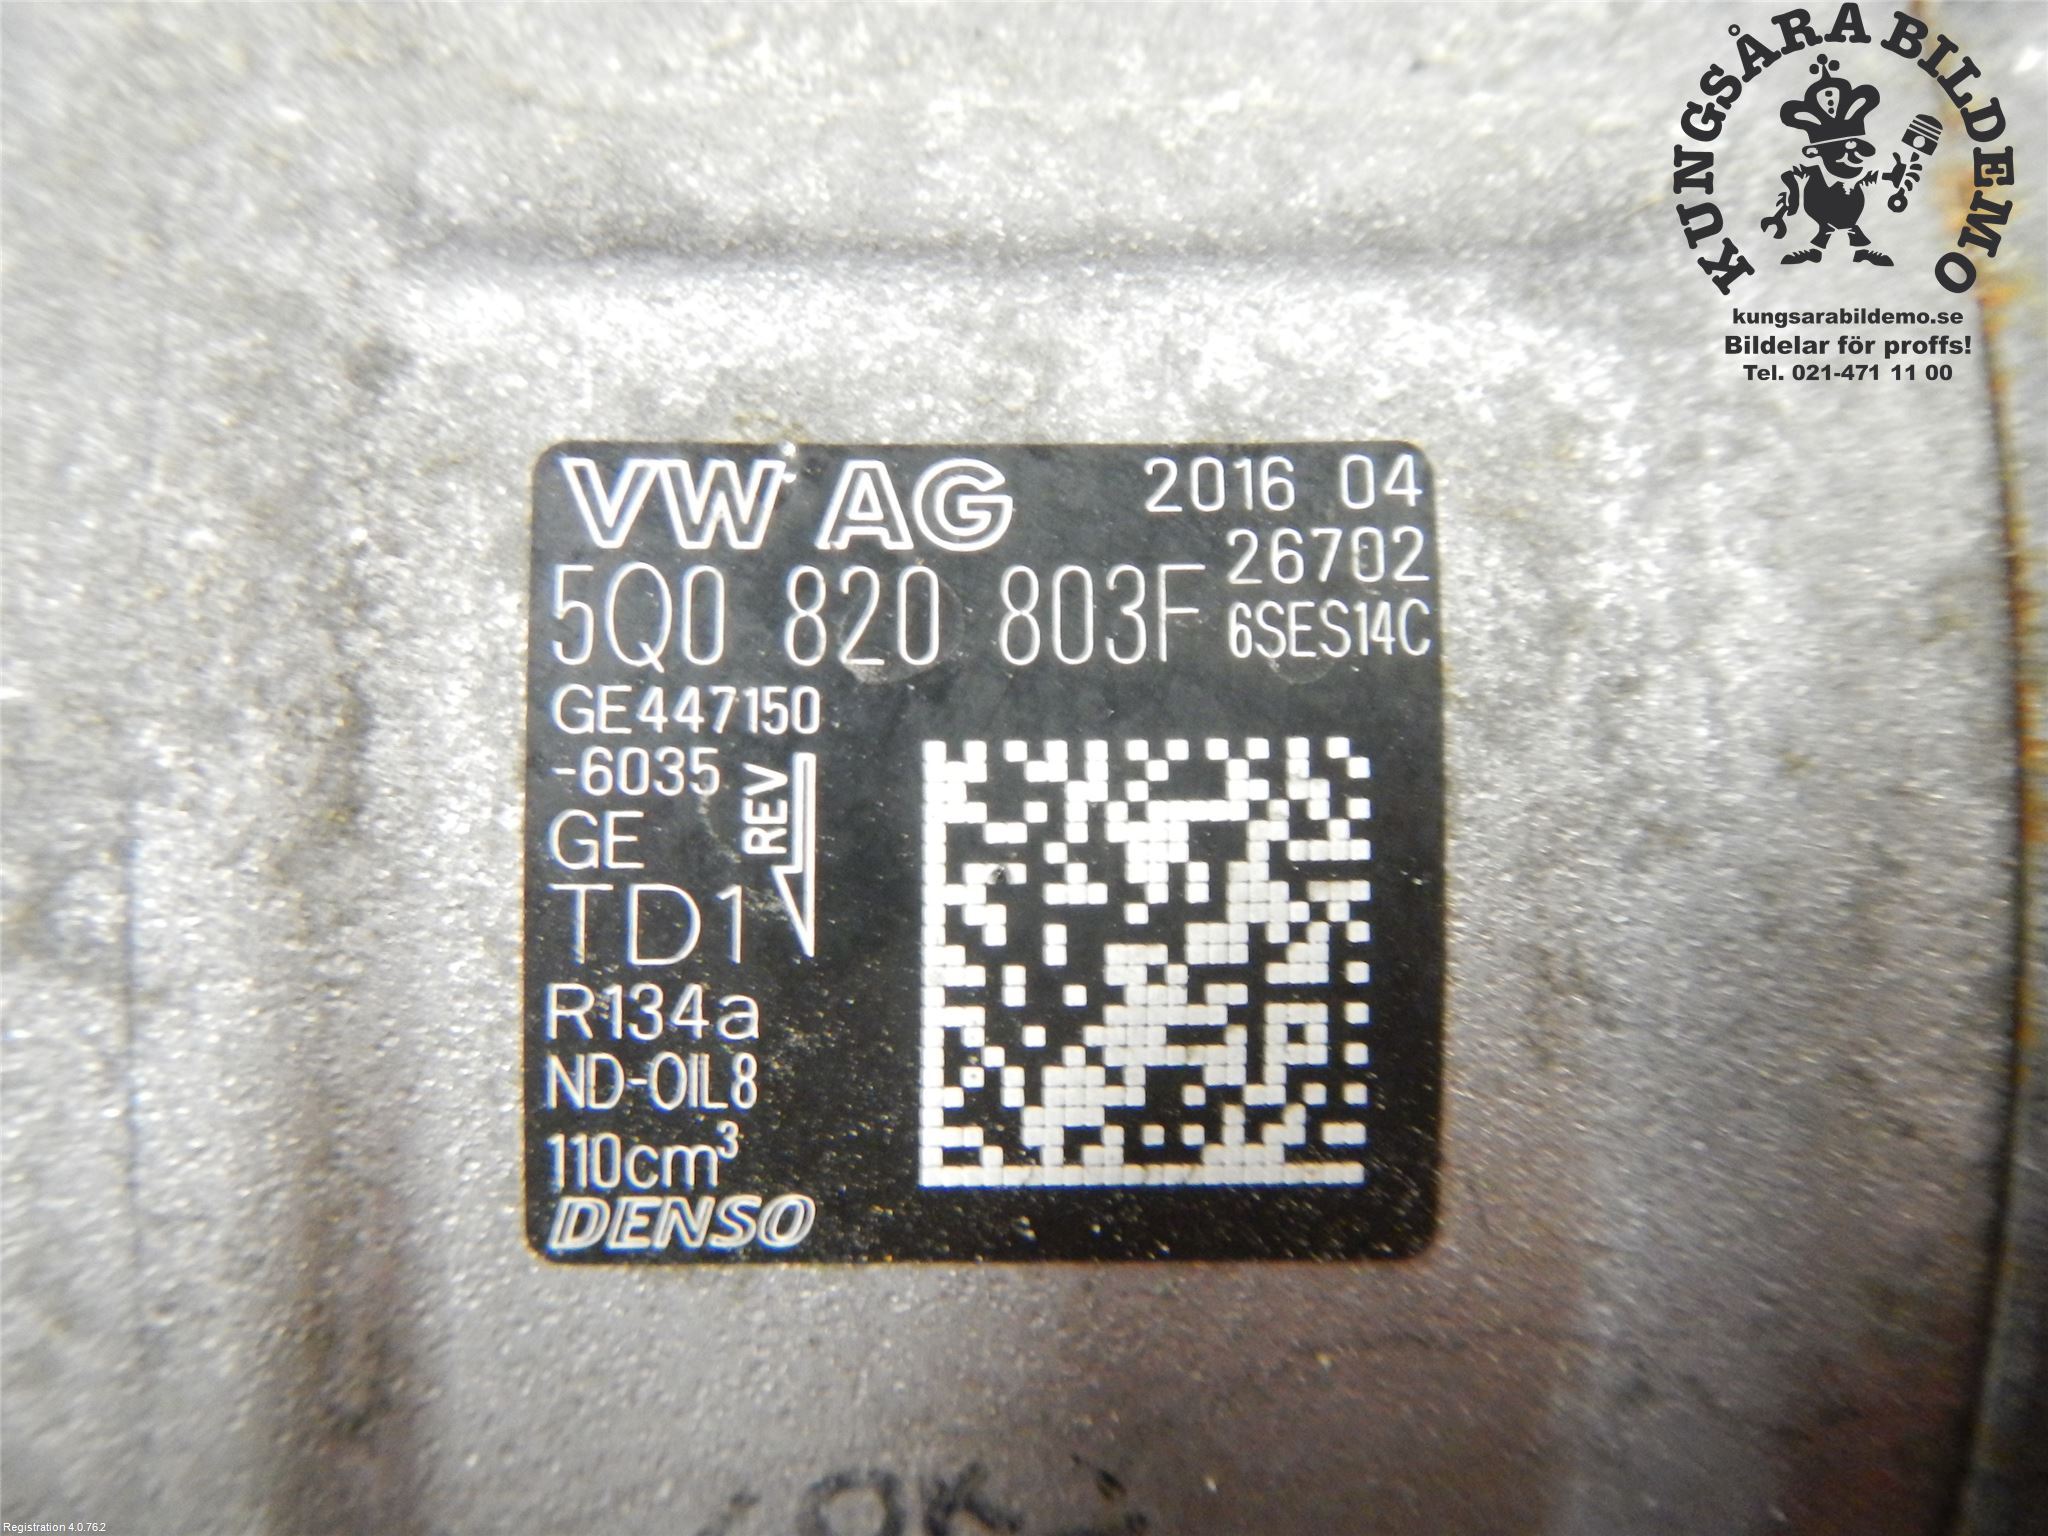 KUNGSÅRA BILDEMO
kungsarabildemo.se
Bildelar för proffs!
Tel. 021-471 11 00
VW AG 2016 04
26702
5Q0 820 803F 6SES14C
GE447150
-6035
REV
GE
TD1
R134a
ND-OIL8
110cm³
DENSO
OK
Registration 4.0.762